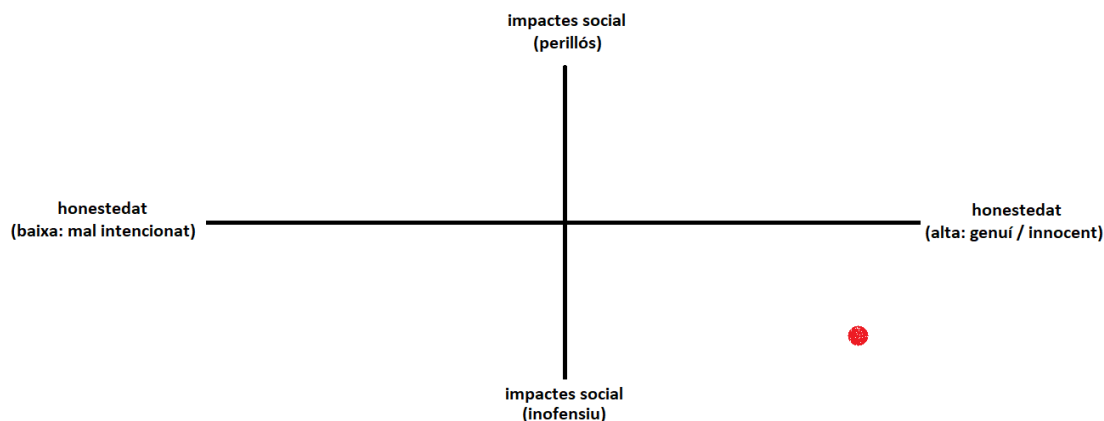 impactes social
(perillós)
honestedat
(baixa: mal intencionat)
honestedat
(alta: genuí / innocent)
impactes social
(inofensiu)